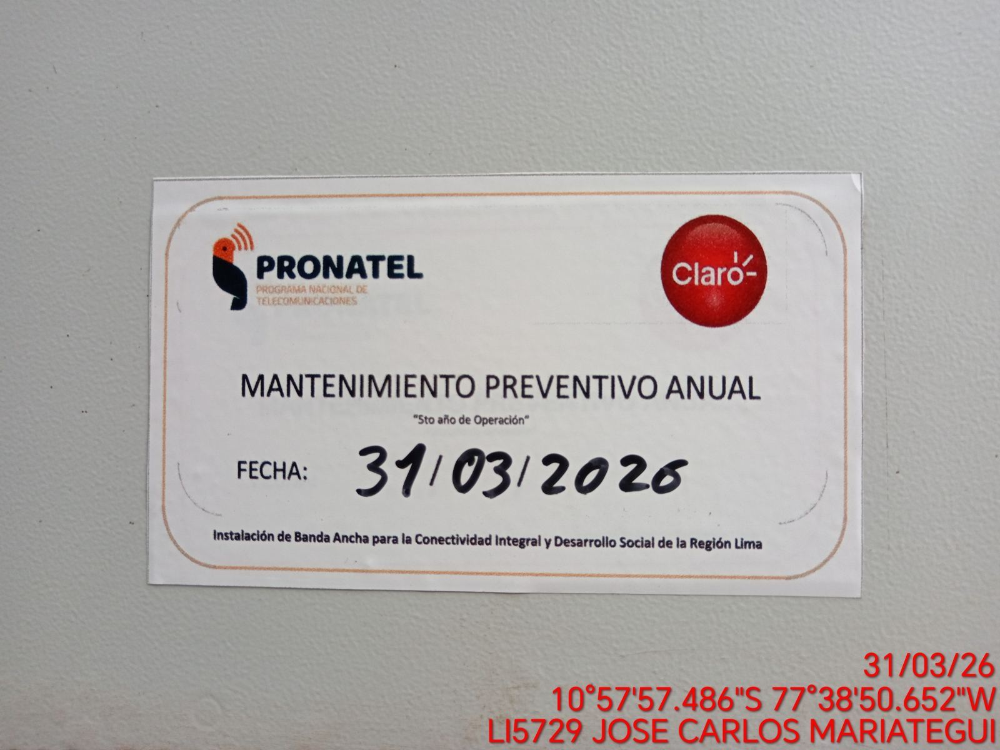 PRONATEL
PROGRAMA NACIONAL DE
TELECOMUNICACIONES
Claro
MANTENIMIENTO PREVENTIVO ANUAL
"5to año de Operación"
FECHA: 31/03/2026
Instalación de Banda Ancha para la Conectividad Integral y Desarrollo Social de la Región Lima
31/03/26
10°57'57.486"S 77°38'50.652"W
LI5729 JOSE CARLOS MARIATEGUI